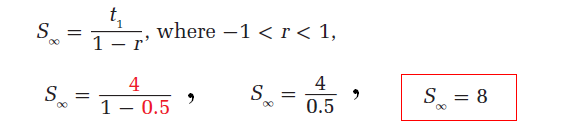 S∞ = t₁ / (1 − r), where −1 < r < 1,
S∞ = 4 / (1 − 0.5) , S∞ = 4 / 0.5 , S∞ = 8